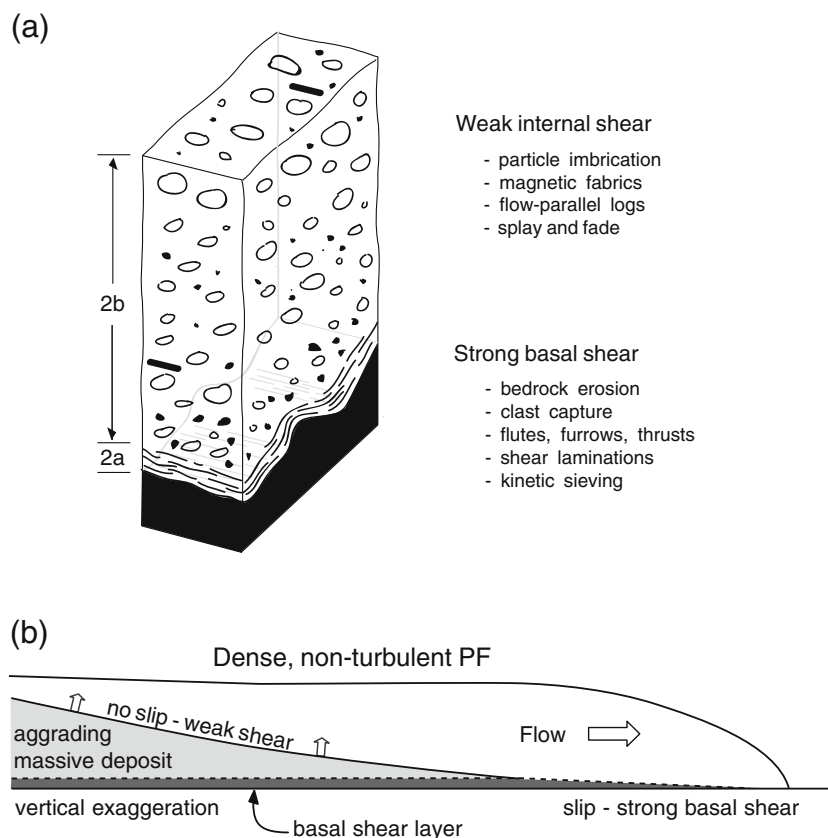 (a)
Weak internal shear
- particle imbrication
- magnetic fabrics
- flow-parallel logs
- splay and fade
2b
Strong basal shear
- bedrock erosion
- clast capture
- flutes, furrows, thrusts
- shear laminations
- kinetic sieving
2a
(b)
Dense, non-turbulent PF
no slip - weak shear
Flow
aggrading
massive deposit
vertical exaggeration
slip - strong basal shear
basal shear layer